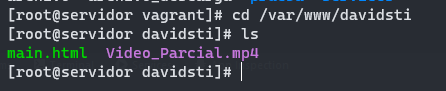 [root@servidor vagrant]# cd /var/www/davidsti
[root@servidor davidsti]# ls
main.html  Video_Parcial.mp4
[root@servidor davidsti]#